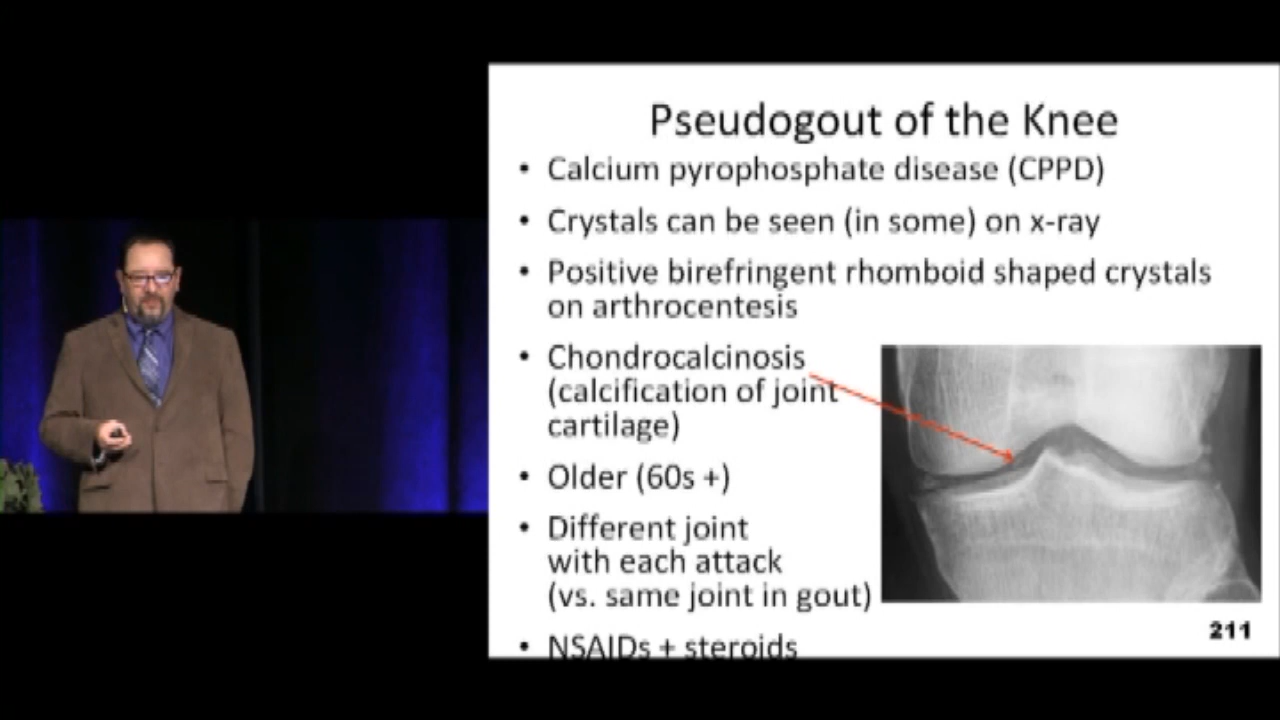 Pseudogout of the Knee
• Calcium pyrophosphate disease (CPPD)
• Crystals can be seen (in some) on x-ray
• Positive birefringent rhomboid shaped crystals
on arthrocentesis
• Chondrocalcinosis
(calcification of joint
cartilage)
• Older (60s +)
• Different joint
with each attack
(vs. same joint in gout)
• NSAIDs + steroids
211